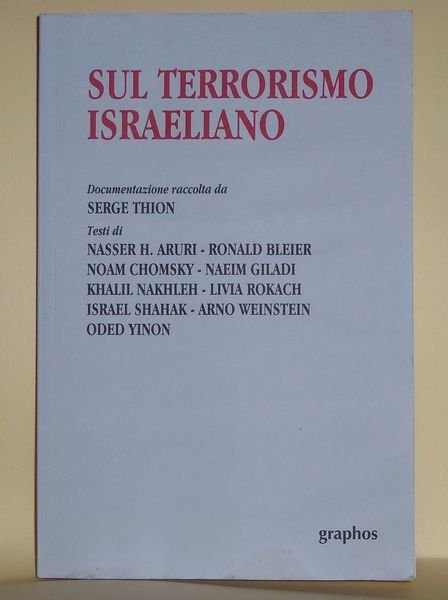 SUL TERRORISMO
ISRAELIANO
Documentazione raccolta da
SERGE THION
Testi di
NASSER H. ARURI - RONALD BLEIER
NOAM CHOMSKY - NAEIM GILADI
KHALIL NAKHLEH - LIVIA ROKACH
ISRAEL SHAHAK - ARNO WEINSTEIN
ODED YINON
graphos